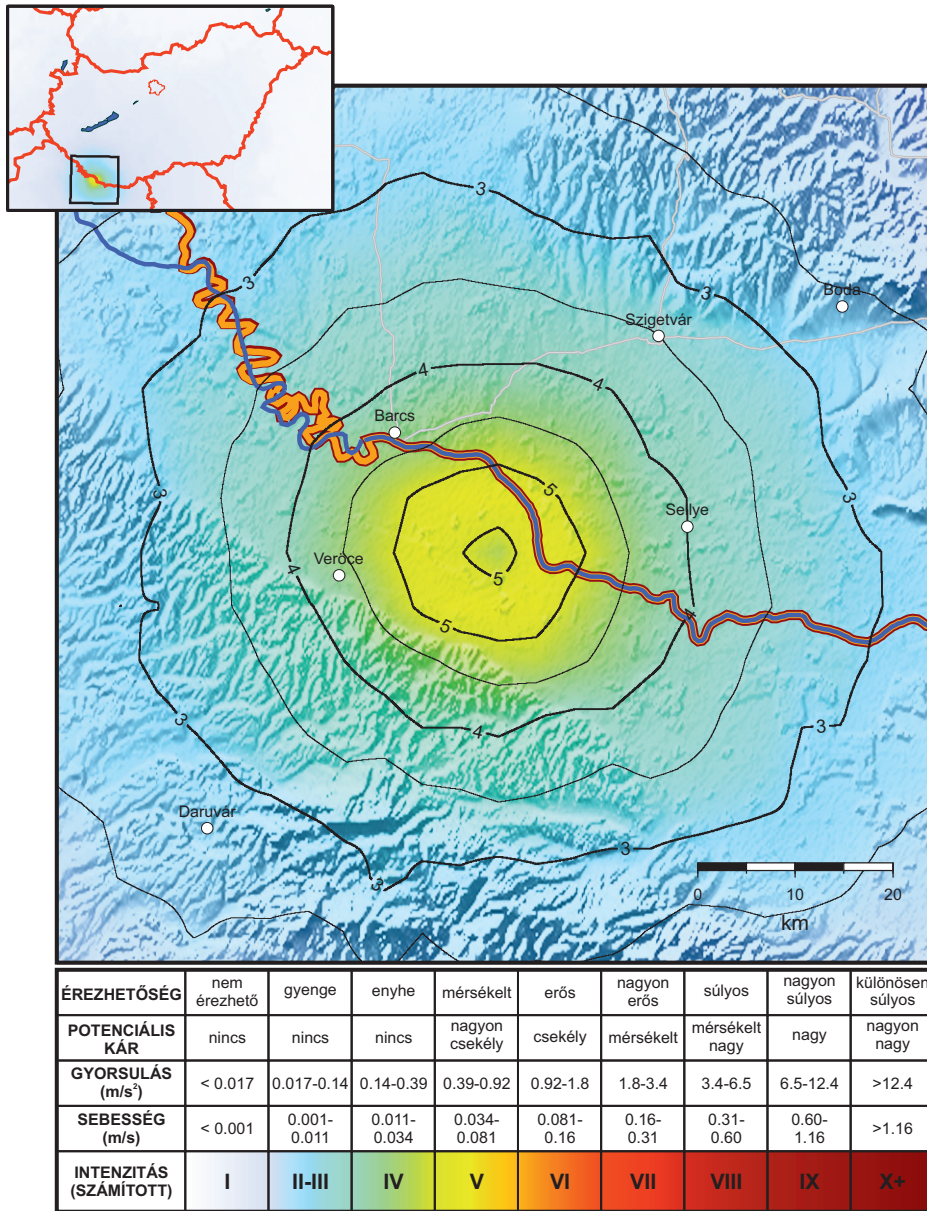 3
3
3
Boda
Szigetvár
4
4
Barcs
5
3
3
Sellye
Verőce
5
4
4
5
4
3
3
Daruvár
3
3
0 10 20
km
ÉREZHETŐSÉG nem érezhető gyenge enyhe mérsékelt erős nagyon erős súlyos nagyon súlyos különösen súlyos
POTENCIÁLIS KÁR nincs nincs nincs nagyon csekély csekély mérsékelt mérsékelt nagy nagy nagyon nagy
GYORSULÁS (m/s²) < 0.017 0.017-0.14 0.14-0.39 0.39-0.92 0.92-1.8 1.8-3.4 3.4-6.5 6.5-12.4 >12.4
SEBESSÉG (m/s) < 0.001 0.001-0.011 0.011-0.034 0.034-0.081 0.081-0.16 0.16-0.31 0.31-0.60 0.60-1.16 >1.16
INTENZITÁS (SZÁMÍTOTT) I II-III IV V VI VII VIII IX X+